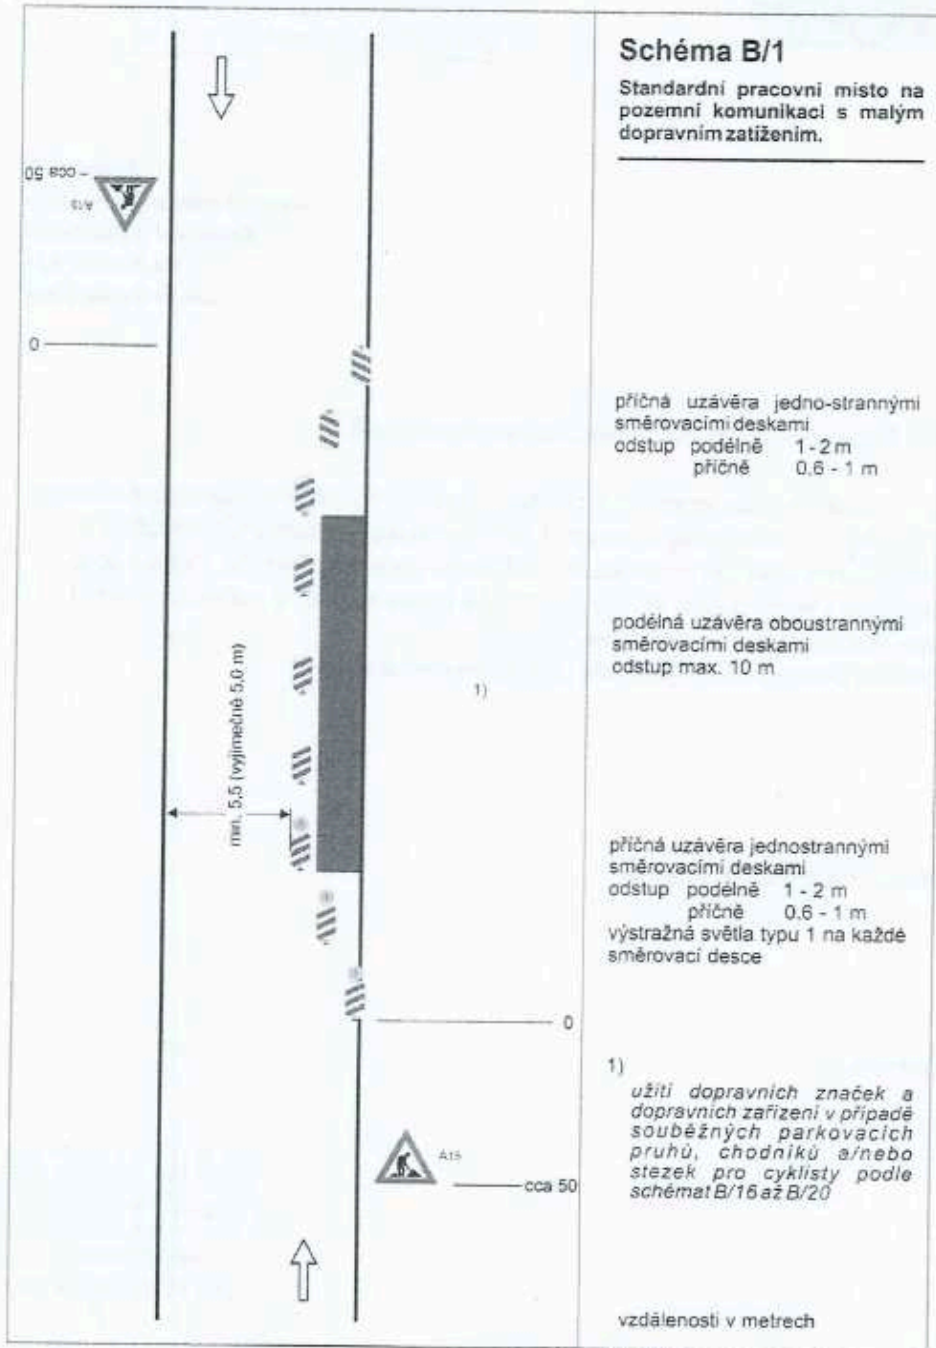 Schéma B/1
Standardní pracovní místo na
pozemní komunikaci s malým
dopravním zatížením.
cca 50
A15
0
příčná uzávěra jedno-strannými
směrovacími deskami
odstup podélně 1 - 2 m
příčně 0,6 - 1 m
podélná uzávěra oboustrannými
směrovacími deskami
odstup max. 10 m
min. 5,5 (vyjímečně 5,0 m)
1)
příčná uzávěra jednostrannými
směrovacími deskami
odstup podélně 1 - 2 m
příčně 0,6 - 1 m
výstražná světla typu 1 na každé
směrovací desce
0
1)
užití dopravních značek a
dopravních zařízení v případě
souběžných parkovacích
pruhů, chodníků a/nebo
stezek pro cyklisty podle
schémat B/16 až B/20
A15
cca 50
vzdálenosti v metrech